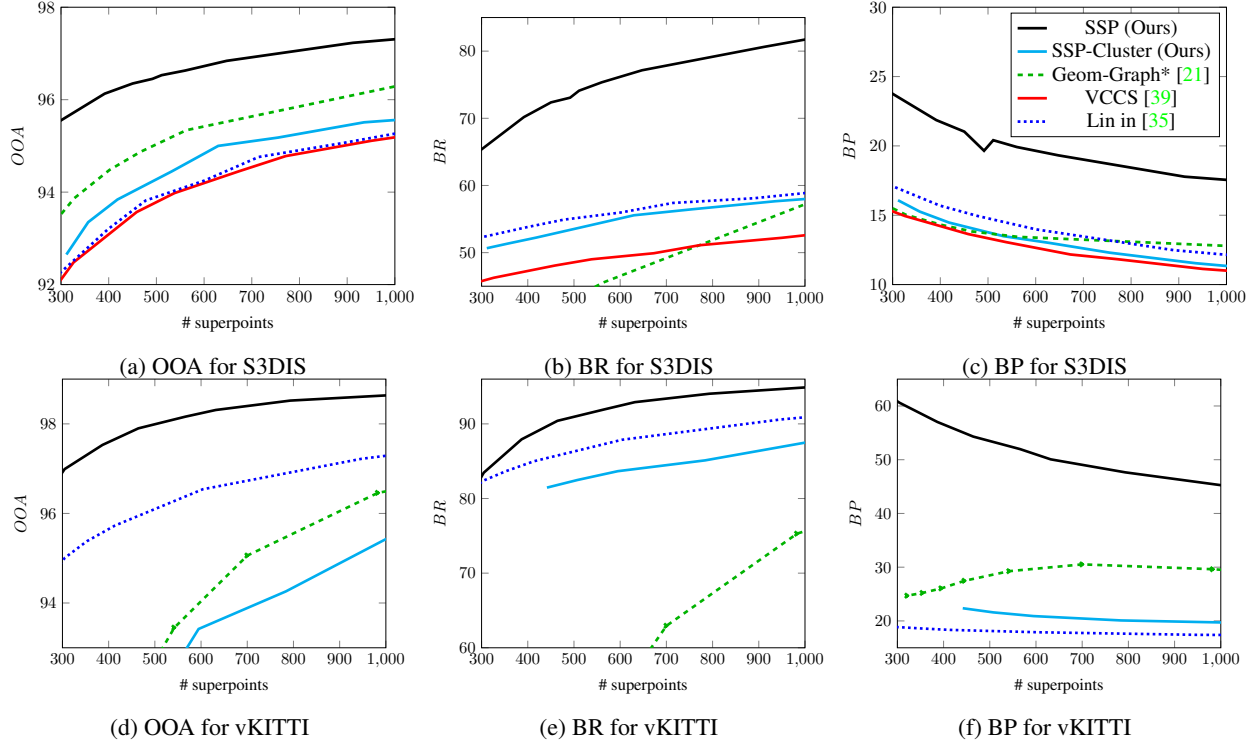 OOA
98
96
94
92
300 400 500 600 700 800 900 1,000
# superpoints
(a) OOA for S3DIS
BR
80
70
60
50
300 400 500 600 700 800 900 1,000
# superpoints
(b) BR for S3DIS
BP
30
25
20
15
10
300 400 500 600 700 800 900 1,000
# superpoints
SSP (Ours)
SSP-Cluster (Ours)
Geom-Graph* [21]
VCCS [39]
Lin in [35]
(c) BP for S3DIS
OOA
98
96
94
300 400 500 600 700 800 900 1,000
# superpoints
(d) OOA for vKITTI
BR
90
80
70
60
300 400 500 600 700 800 900 1,000
# superpoints
(e) BR for vKITTI
BP
60
50
40
30
20
300 400 500 600 700 800 900 1,000
# superpoints
(f) BP for vKITTI